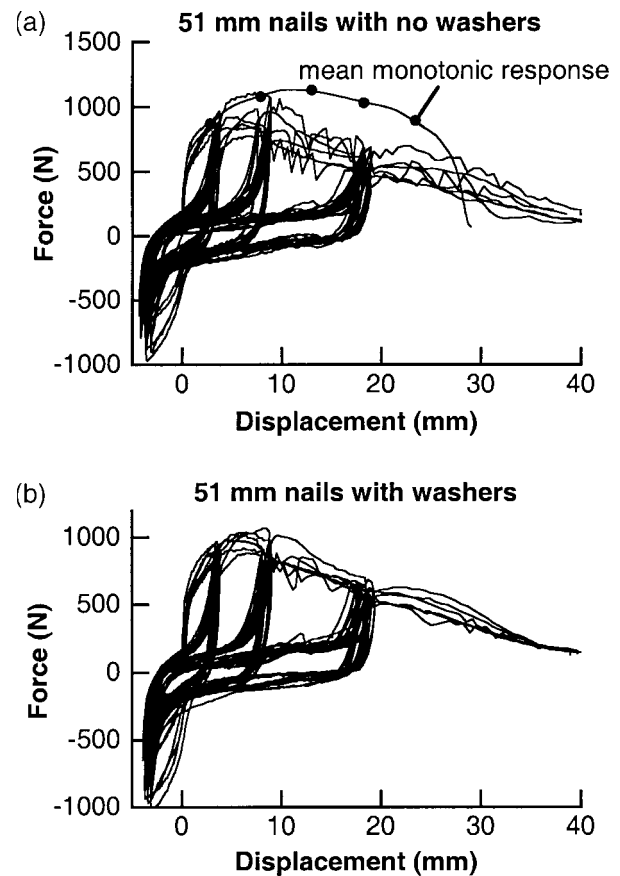 (a) 51 mm nails with no washers
mean monotonic response
1500
1000
500
0
-500
-1000
Force (N)
0 10 20 30 40
Displacement (mm)
(b) 51 mm nails with washers
1000
500
0
-500
-1000
Force (N)
0 10 20 30 40
Displacement (mm)